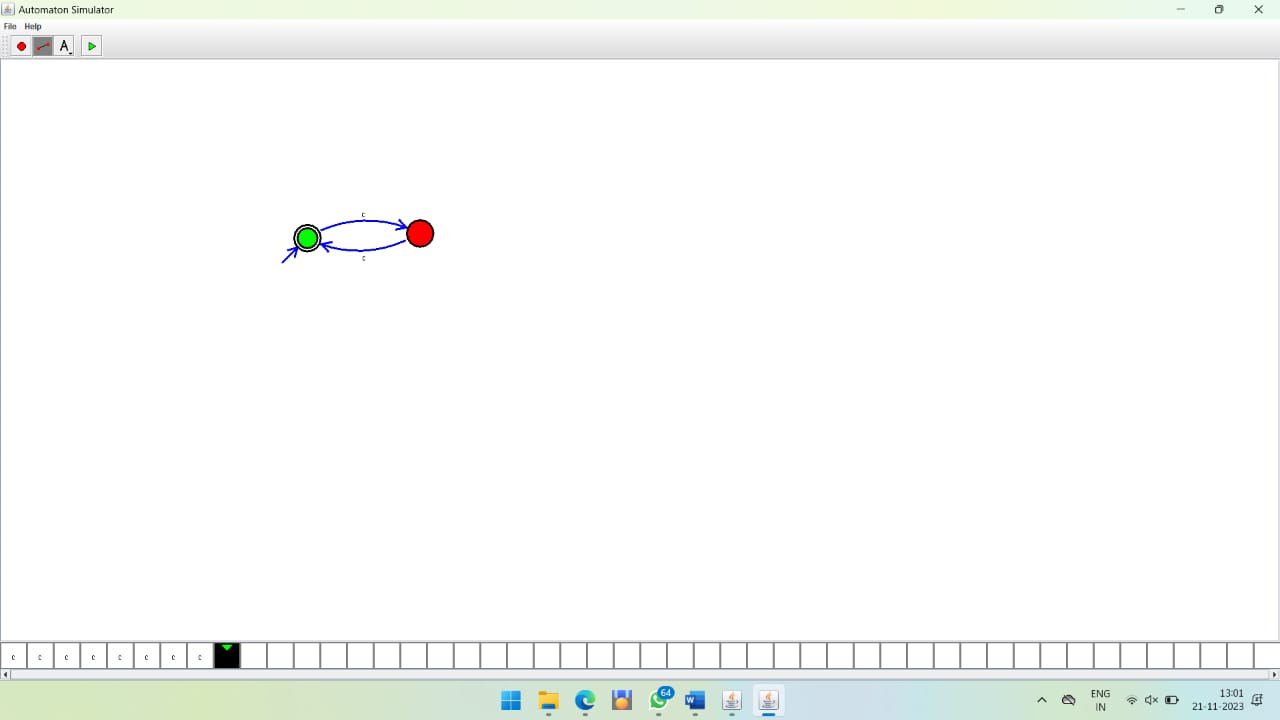 Automaton Simulator
File Help
A
c
c
c c c c c c c c
64
W
ENG
IN
13:01
21-11-2023